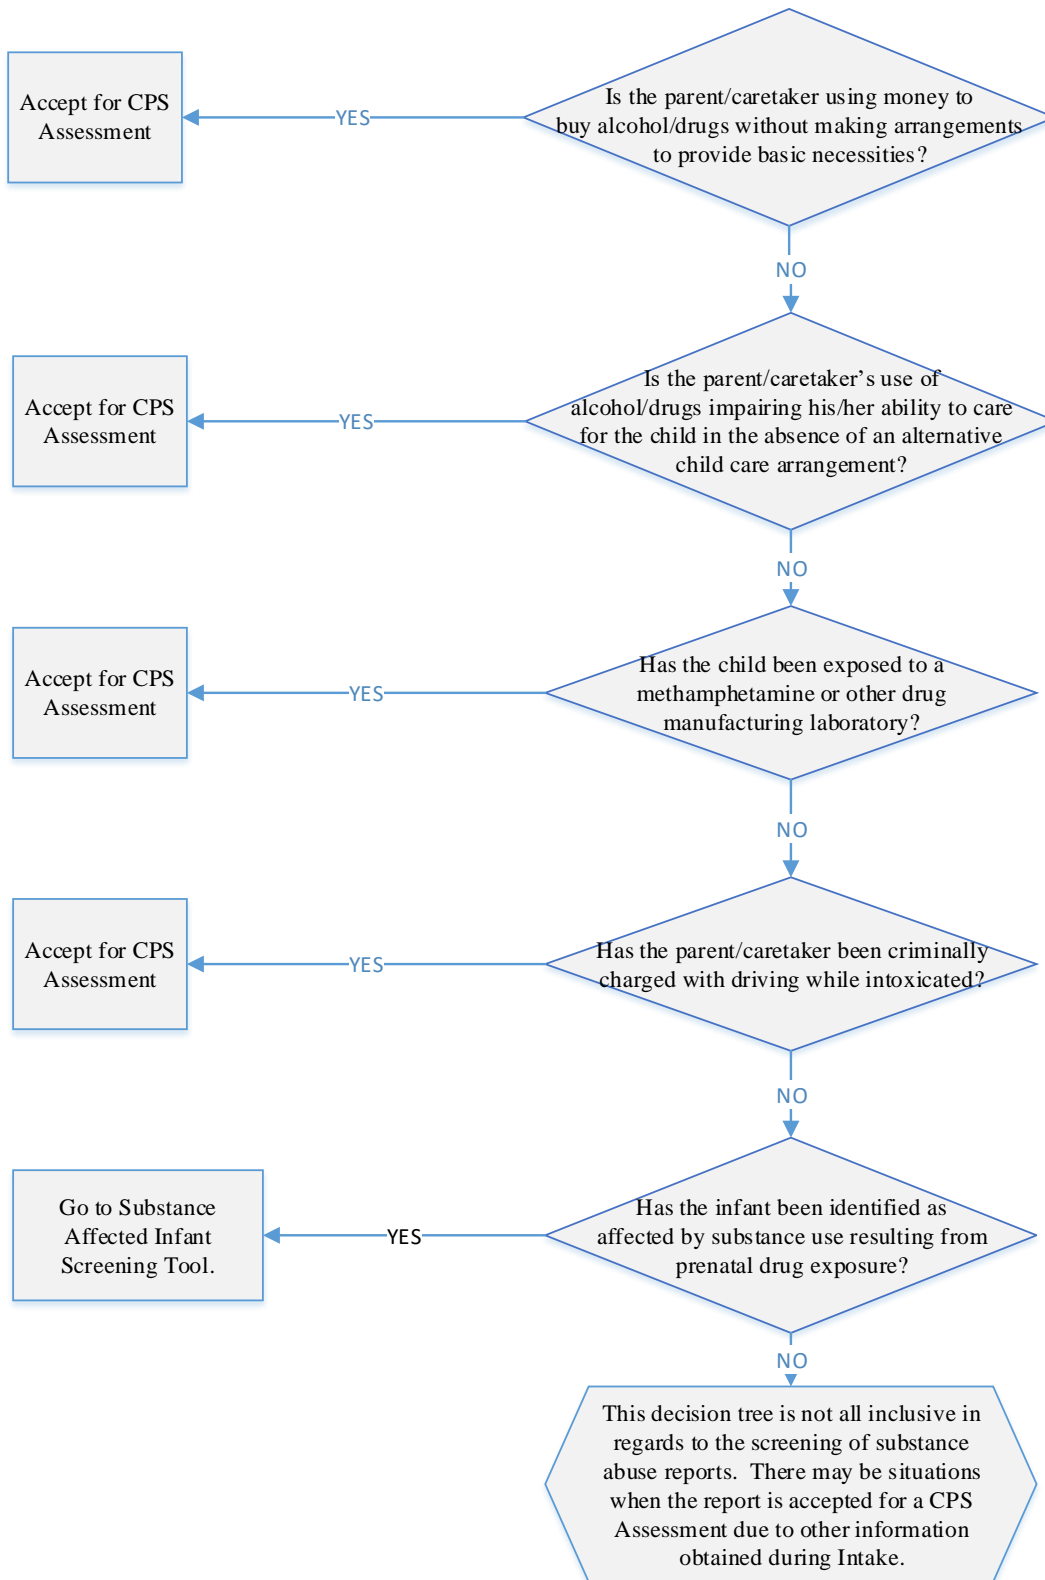 Accept for CPS
Assessment
YES
Is the parent/caretaker using money to
buy alcohol/drugs without making arrangements
to provide basic necessities?
NO
Accept for CPS
Assessment
YES
Is the parent/caretaker’s use of
alcohol/drugs impairing his/her ability to care
for the child in the absence of an alternative
child care arrangement?
NO
Accept for CPS
Assessment
YES
Has the child been exposed to a
methamphetamine or other drug
manufacturing laboratory?
NO
Accept for CPS
Assessment
YES
Has the parent/caretaker been criminally
charged with driving while intoxicated?
NO
Go to Substance
Affected Infant
Screening Tool.
YES
Has the infant been identified as
affected by substance use resulting from
prenatal drug exposure?
NO
This decision tree is not all inclusive in
regards to the screening of substance
abuse reports.  There may be situations
when the report is accepted for a CPS
Assessment due to other information
obtained during Intake.